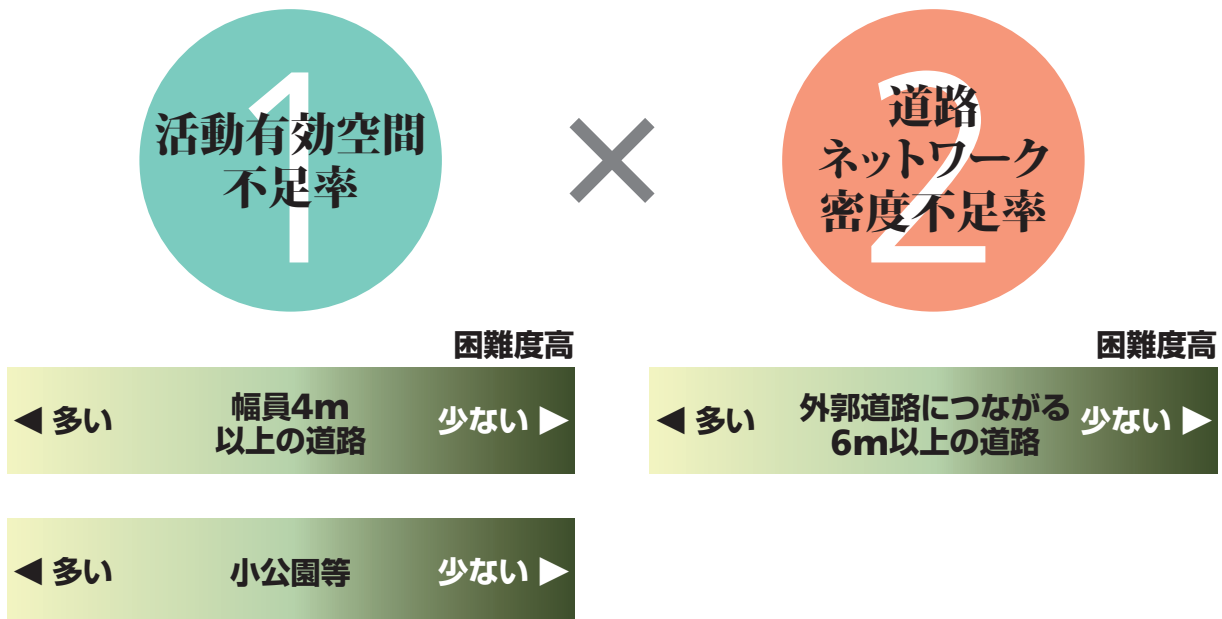 1
活動有効空間
不足率
×
2
道路
ネットワーク
密度不足率
困難度高
◀ 多い
幅員4m
以上の道路
少ない ▶
◀ 多い
小公園等
少ない ▶
困難度高
◀ 多い
外郭道路につながる
6m以上の道路
少ない ▶